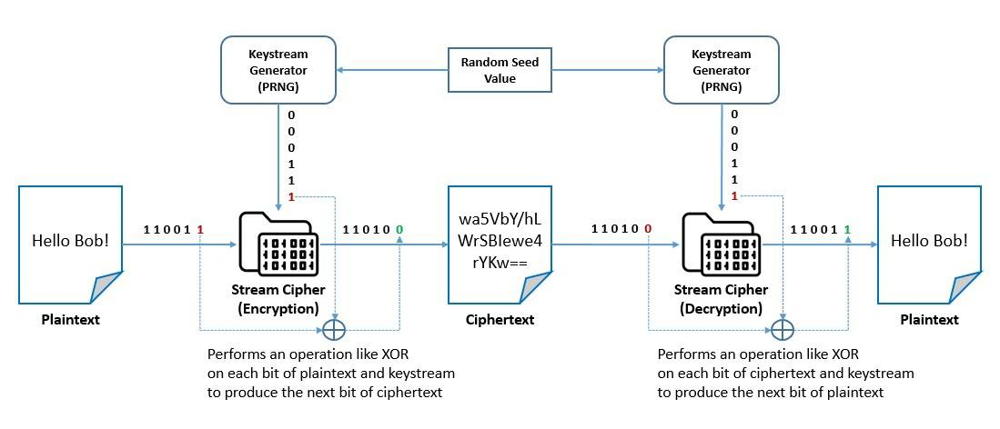 Keystream
Generator
(PRNG)
Random Seed
Value
Keystream
Generator
(PRNG)
0
0
0
1
1
1
0
0
0
1
1
1
Hello Bob!
1 1 0 0 1 1
1 1 0 1 0 0
wa5VbY/hL
WrSBIewe4
rYKw==
1 1 0 1 0 0
1 1 0 0 1 1
Hello Bob!
Plaintext
Stream Cipher
(Encryption)
Ciphertext
Stream Cipher
(Decryption)
Plaintext
Performs an operation like XOR
on each bit of plaintext and keystream
to produce the next bit of ciphertext
Performs an operation like XOR
on each bit of ciphertext and keystream
to produce the next bit of plaintext